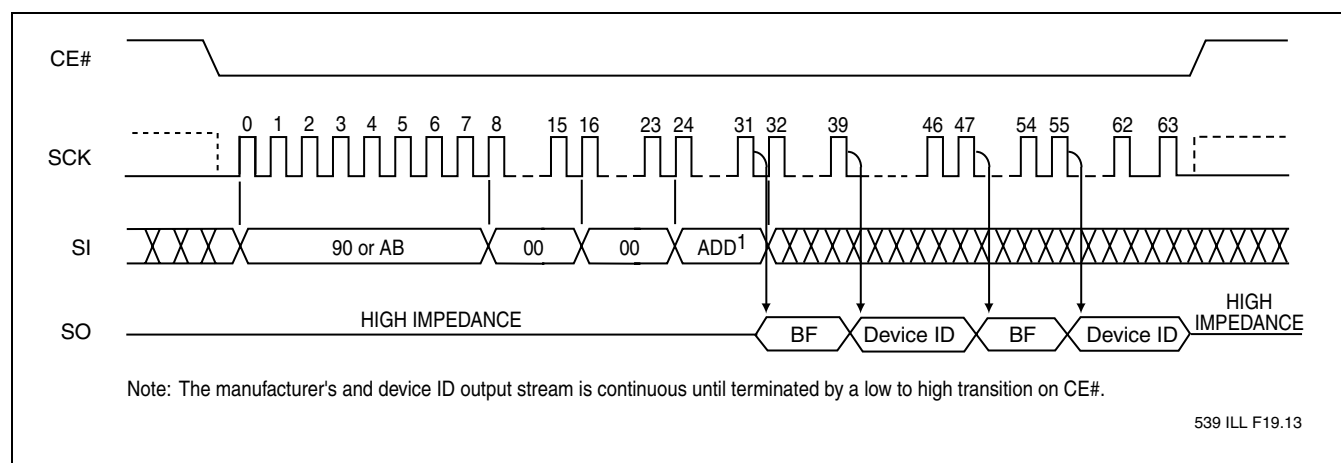 CE#
0 1 2 3 4 5 6 7 8 15 16 23 24 31 32 39 46 47 54 55 62 63
SCK
SI 90 or AB 00 00 ADD1
HIGH IMPEDANCE
SO HIGH IMPEDANCE BF Device ID BF Device ID
Note: The manufacturer's and device ID output stream is continuous until terminated by a low to high transition on CE#.
539 ILL F19.13